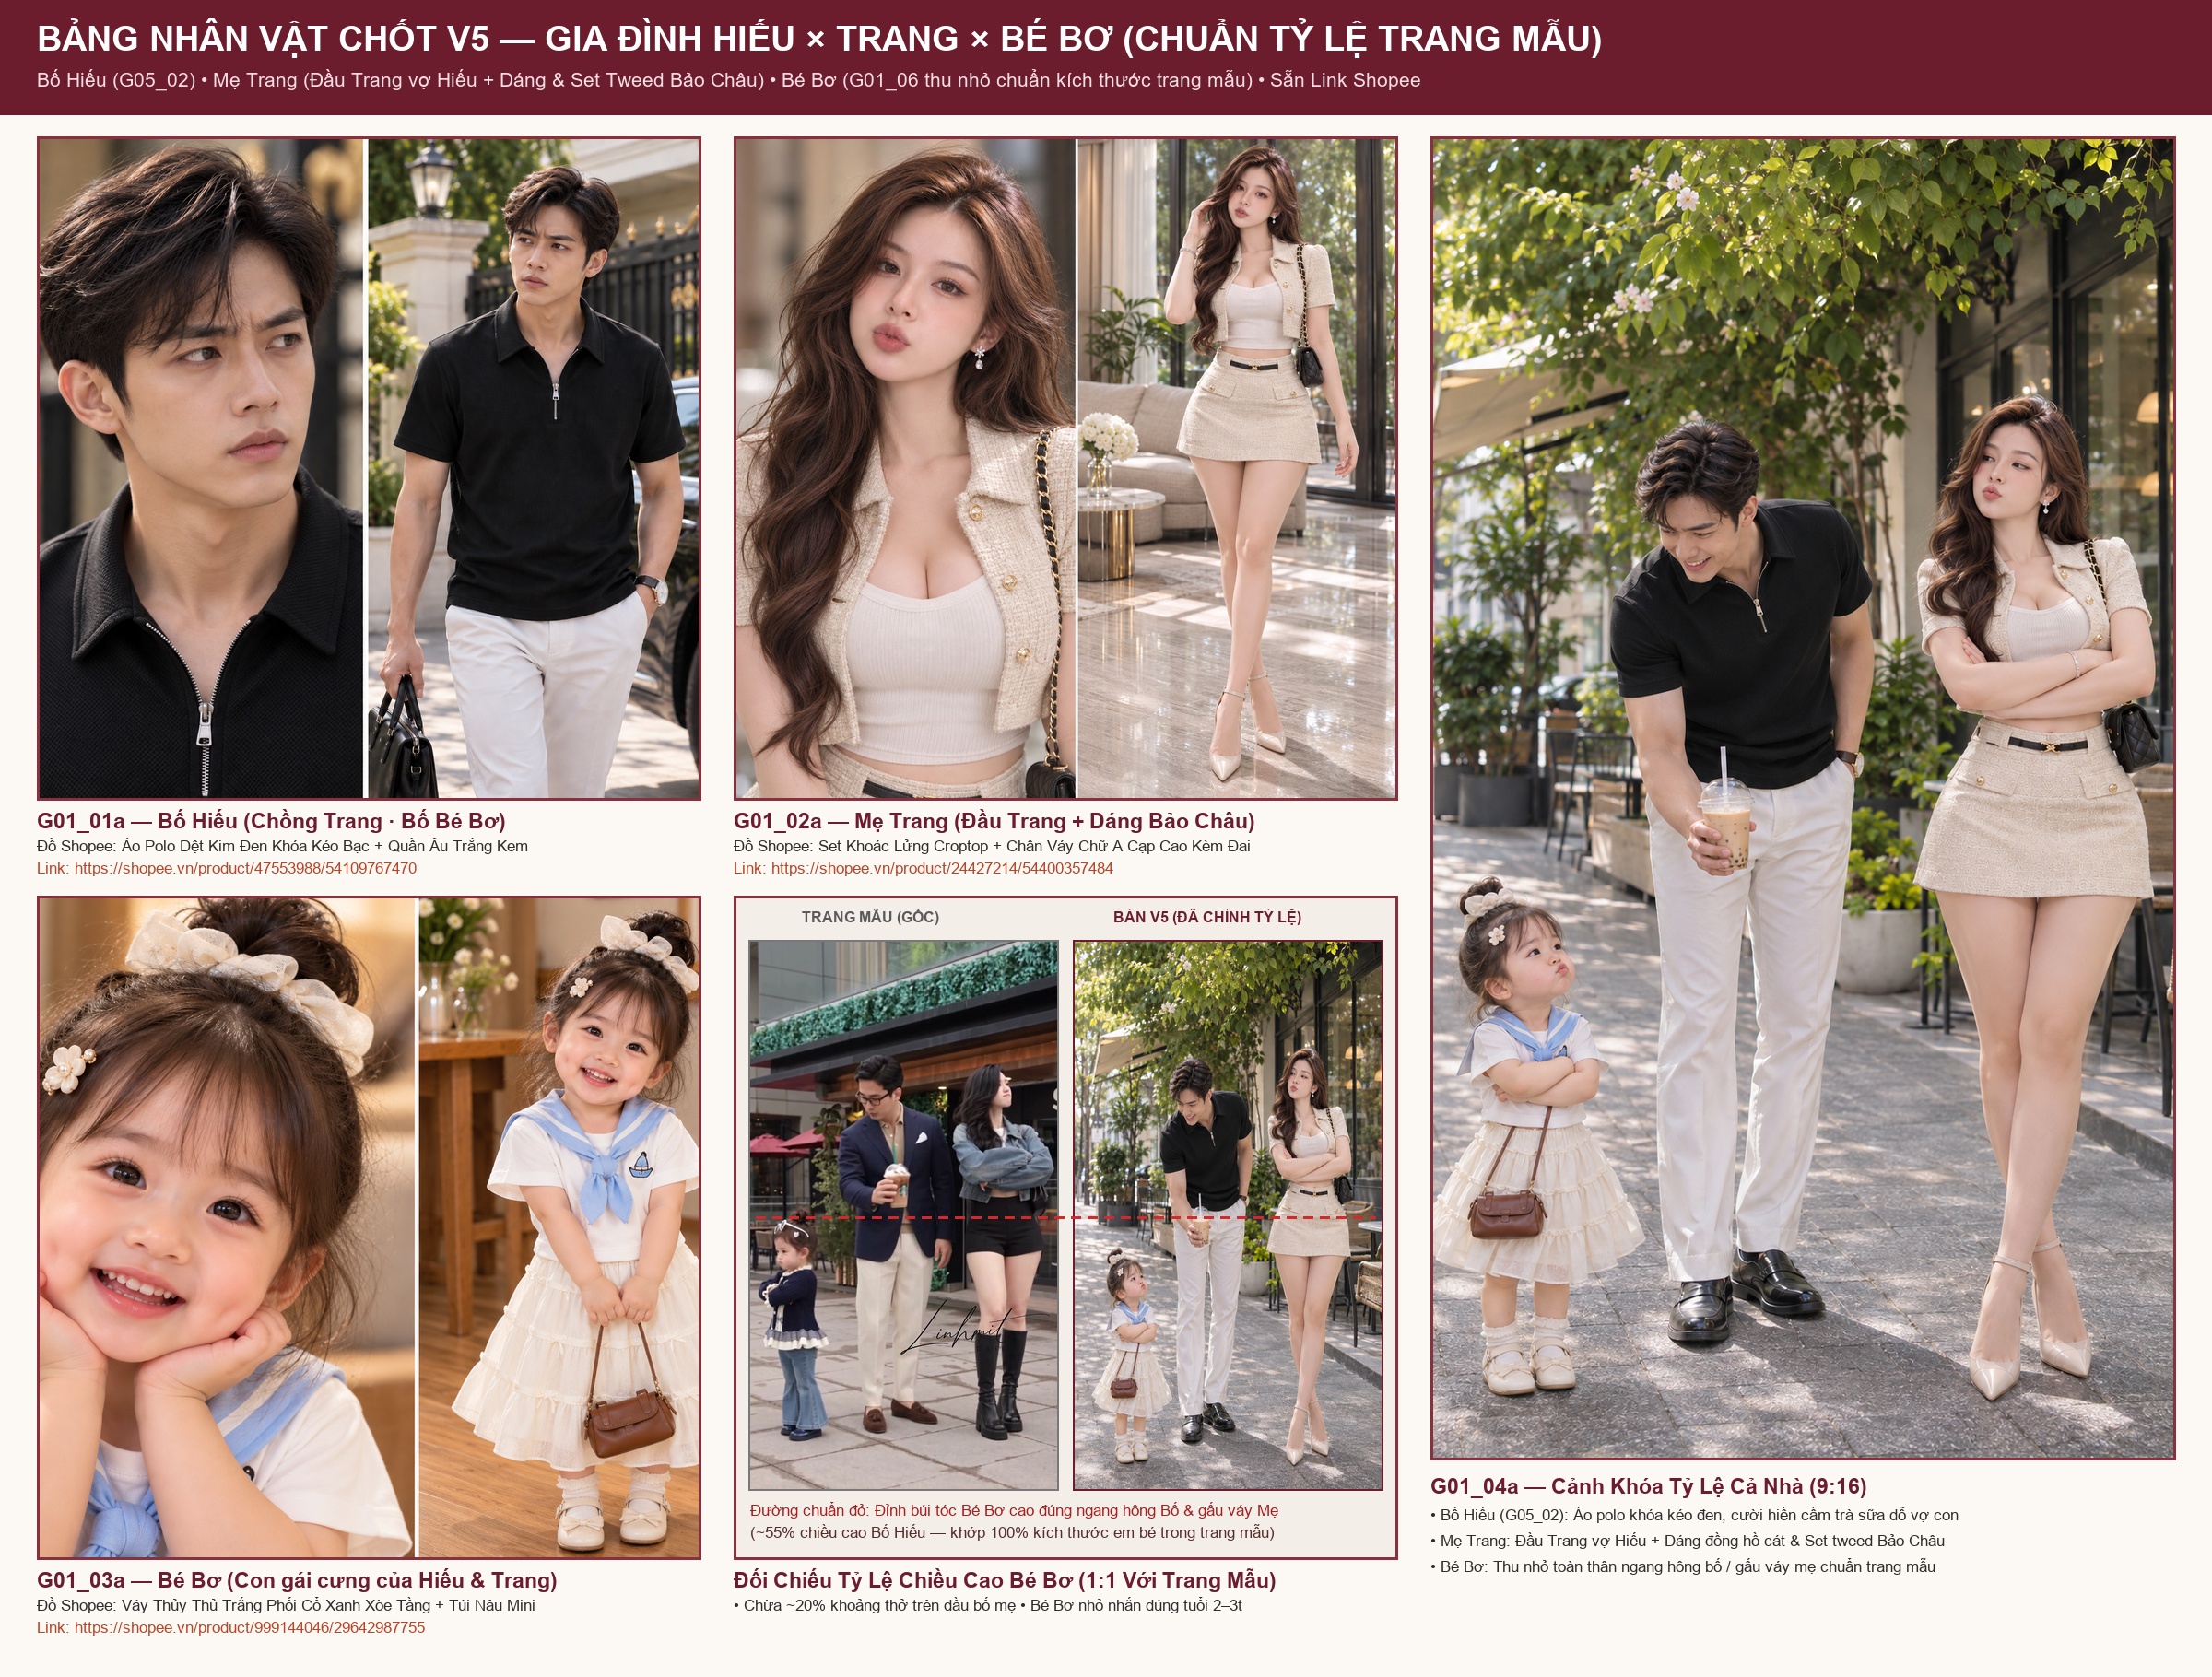 BẢNG NHÂN VẬT CHỐT V5 — GIA ĐÌNH HIẾU × TRANG × BÉ BƠ (CHUẨN TỶ LỆ TRANG MẪU)
Bố Hiếu (G05_02) • Mẹ Trang (Đầu Trang vợ Hiếu + Dáng & Set Tweed Bảo Châu) • Bé Bơ (G01_06 thu nhỏ chuẩn kích thước trang mẫu) • Sẵn Link Shopee
G01_01a — Bố Hiếu (Chồng Trang · Bố Bé Bơ)
Đồ Shopee: Áo Polo Dệt Kim Đen Khóa Kéo Bạc + Quần Âu Trắng Kem
Link: https://shopee.vn/product/47553988/54109767470
G01_02a — Mẹ Trang (Đầu Trang + Dáng Bảo Châu)
Đồ Shopee: Set Khoác Lửng Croptop + Chân Váy Chữ A Cạp Cao Kèm Đai
Link: https://shopee.vn/product/24427214/54400357484
G01_03a — Bé Bơ (Con gái cưng của Hiếu & Trang)
Đồ Shopee: Váy Thủy Thủ Trắng Phối Cổ Xanh Xòe Tầng + Túi Nâu Mini
Link: https://shopee.vn/product/999144046/29642987755
TRANG MẪU (GỐC)
BẢN V5 (ĐÃ CHỈNH TỶ LỆ)
Linhmit
Đường chuẩn đỏ: Đỉnh búi tóc Bé Bơ cao đúng ngang hông Bố & gấu váy Mẹ
(~55% chiều cao Bố Hiếu — khớp 100% kích thước em bé trong trang mẫu)
Đối Chiếu Tỷ Lệ Chiều Cao Bé Bơ (1:1 Với Trang Mẫu)
• Chừa ~20% khoảng thở trên đầu bố mẹ • Bé Bơ nhỏ nhắn đúng tuổi 2–3t
G01_04a — Cảnh Khóa Tỷ Lệ Cả Nhà (9:16)
• Bố Hiếu (G05_02): Áo polo khóa kéo đen, cười hiền cầm trà sữa dỗ vợ con
• Mẹ Trang: Đầu Trang vợ Hiếu + Dáng đồng hồ cát & Set tweed Bảo Châu
• Bé Bơ: Thu nhỏ toàn thân ngang hông bố / gấu váy mẹ chuẩn trang mẫu